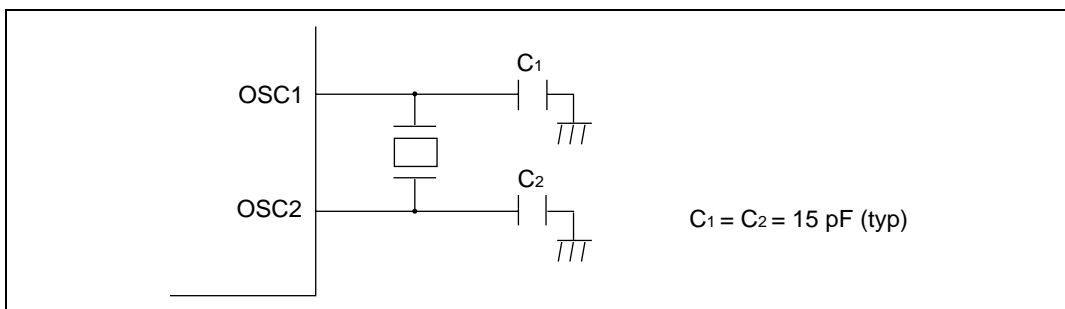 C1
OSC1
C2
OSC2
C1 = C2 = 15 pF (typ)